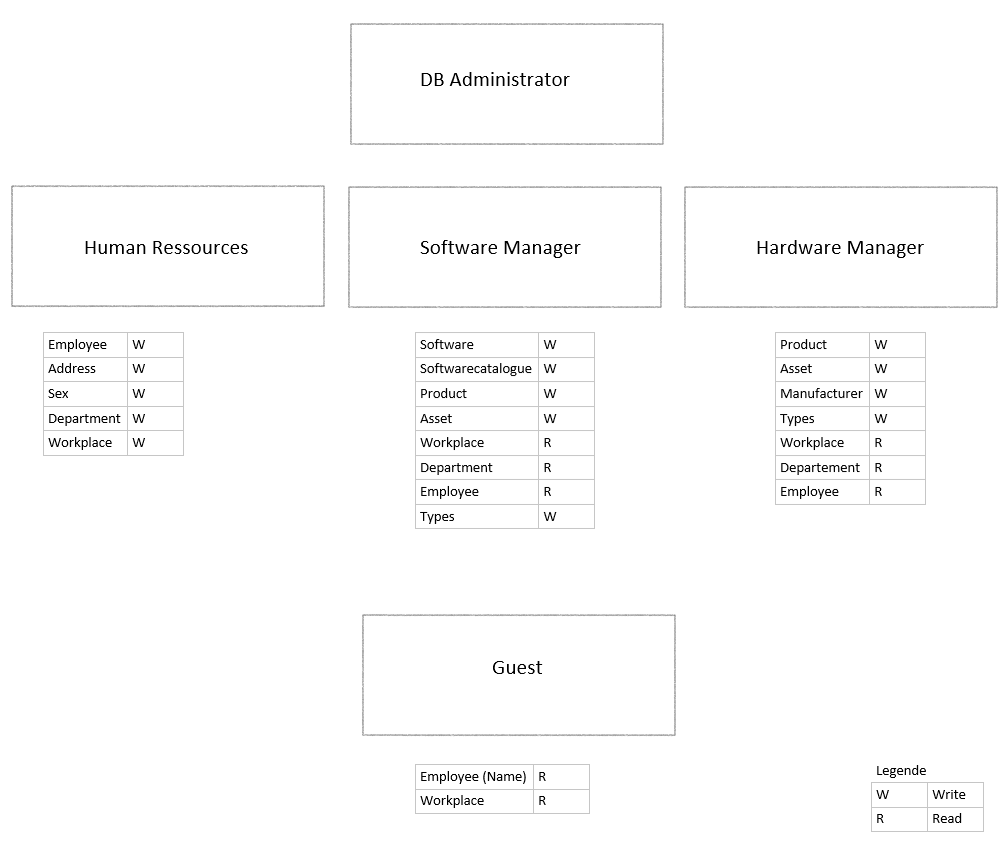 DB Administrator
Human Ressources
Software Manager
Hardware Manager
Employee W
Address W
Sex W
Department W
Workplace W
Software W
Softwarecatalogue W
Product W
Asset W
Workplace R
Department R
Employee R
Types W
Product W
Asset W
Manufacturer W
Types W
Workplace R
Departement R
Employee R
Guest
Employee (Name) R
Workplace R
Legende
W Write
R Read